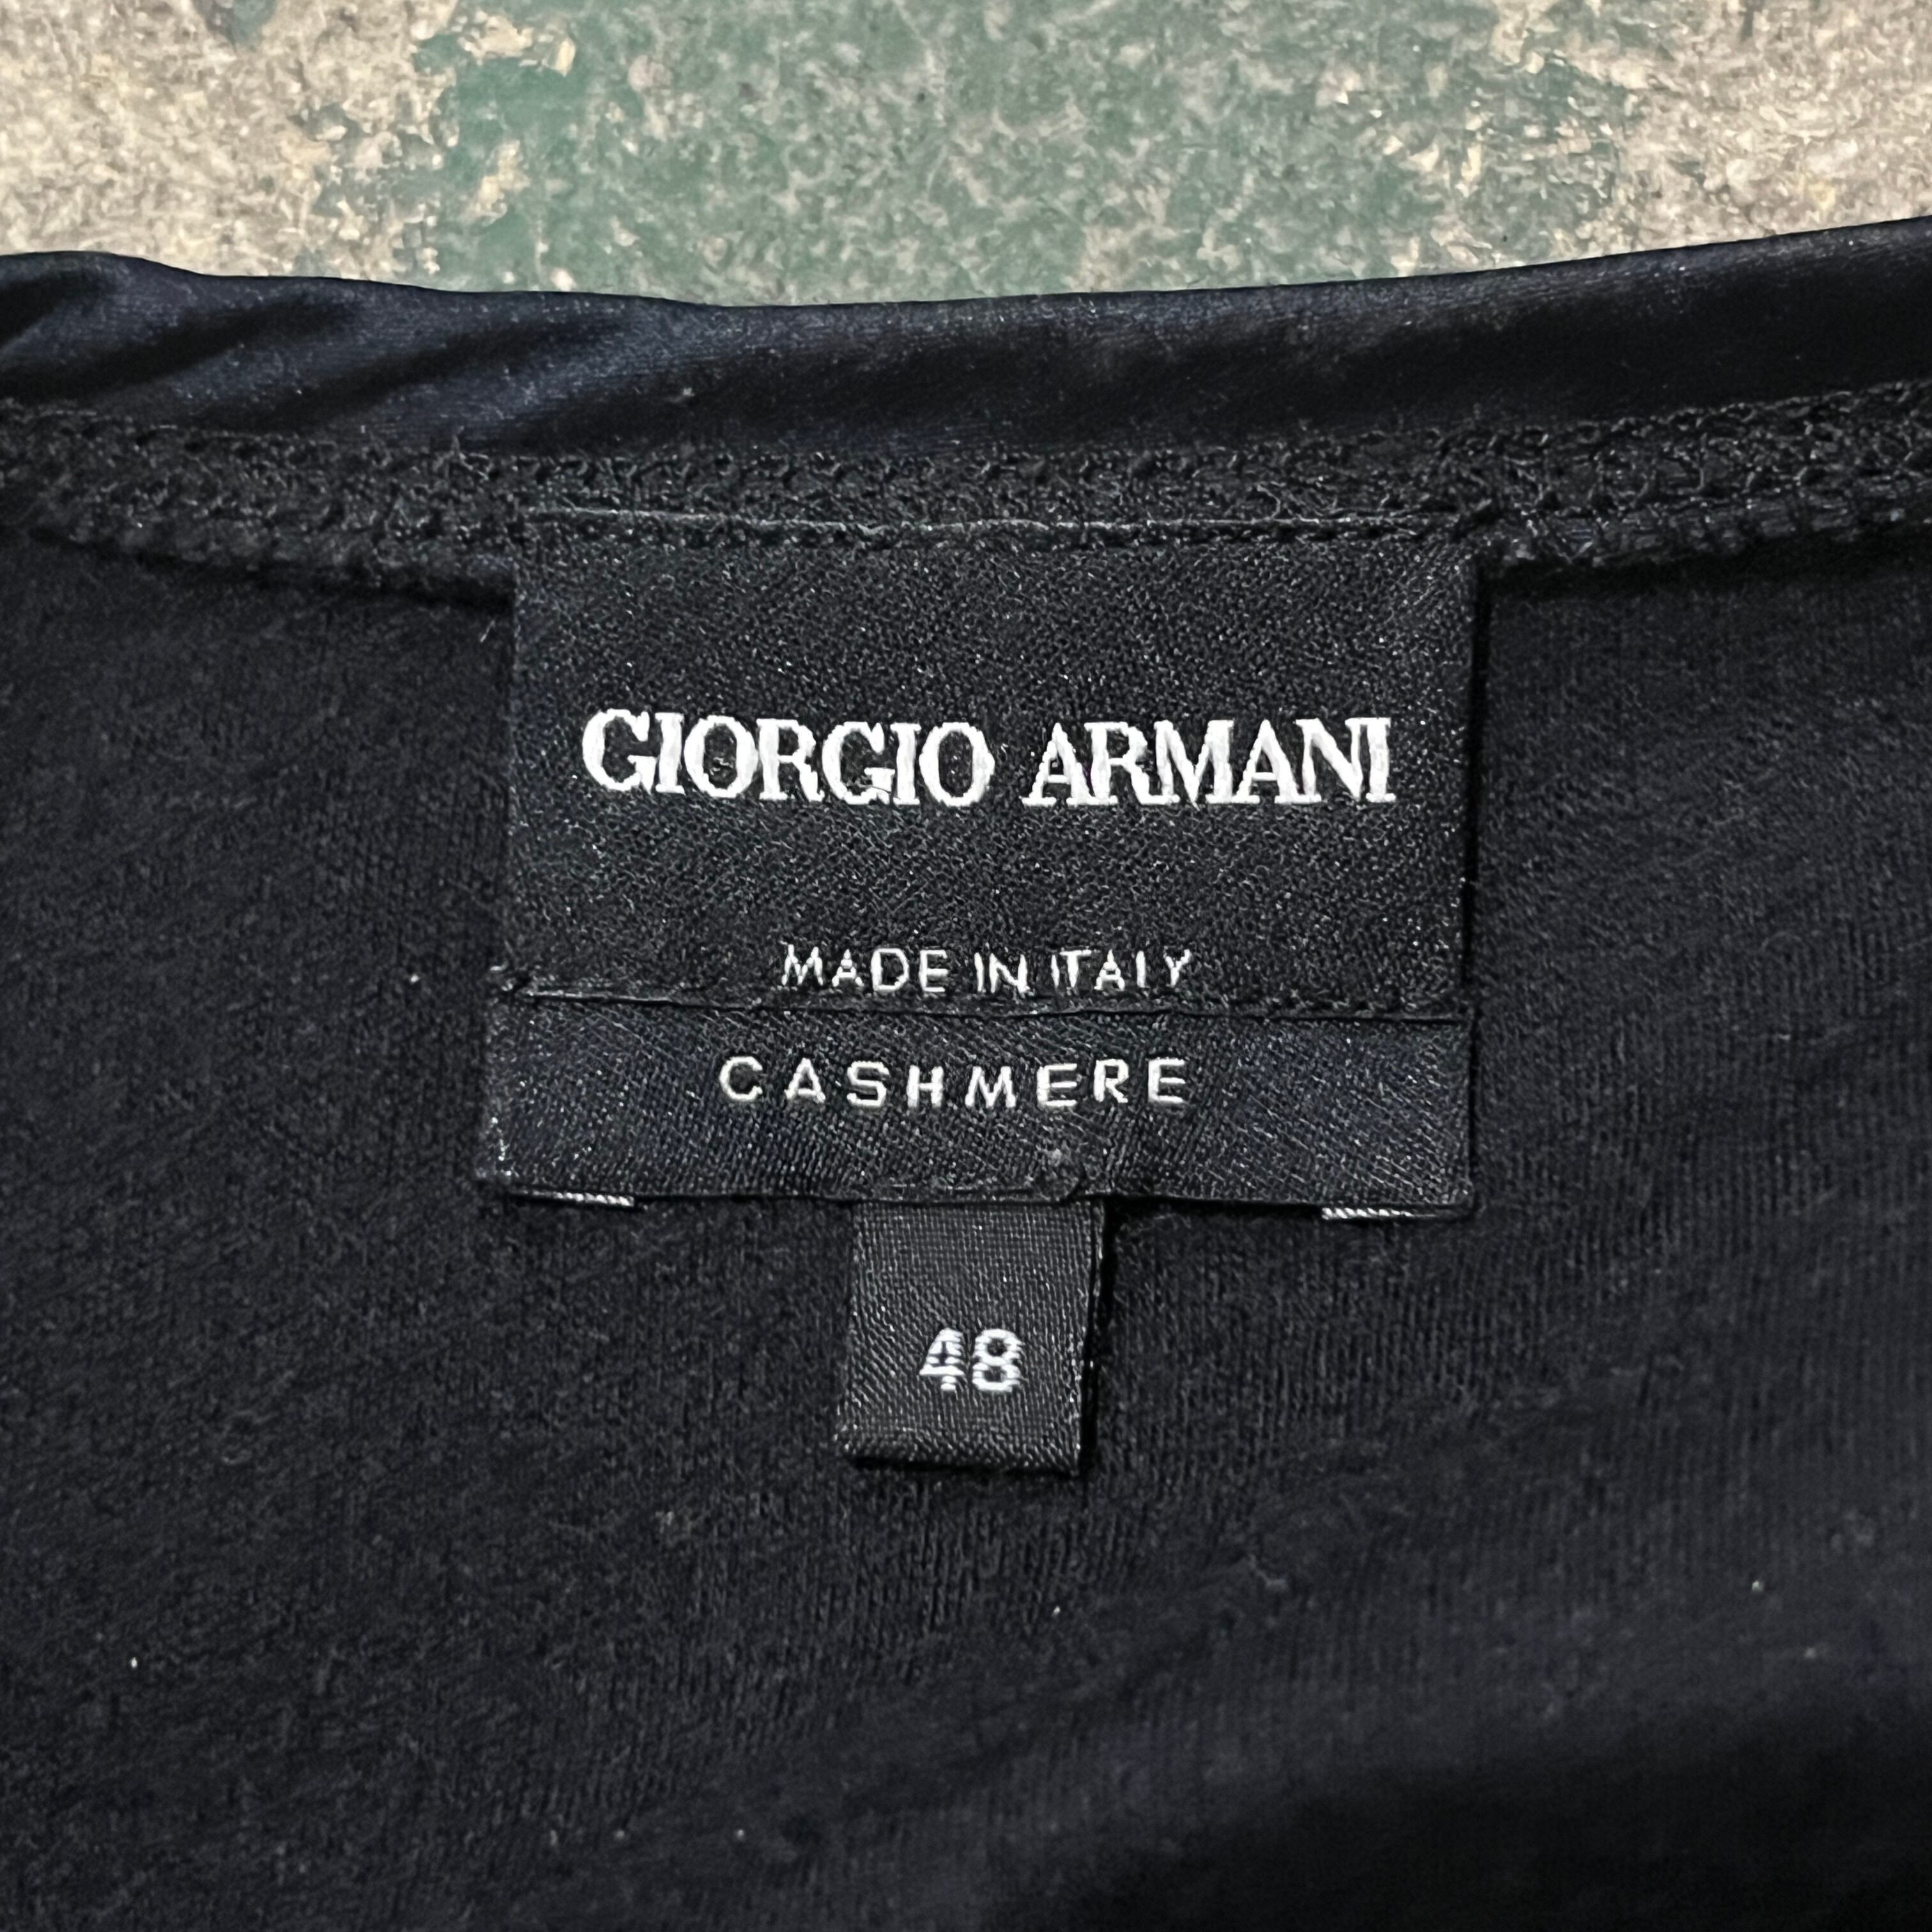 GIORGIO ARMANI
MADE IN ITALY
CASHMERE
48